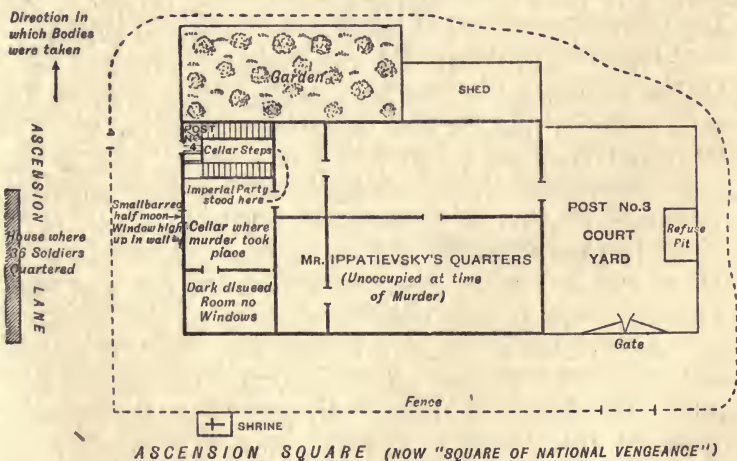 Direction in
which Bodies
were taken
ASCENSION LANE
House where
36 Soldiers
Quartered
Garden
SHED
POST
4
Cellar Steps
Imperial Party
stood here
Small barred
half moon
Window high
up in wall
Cellar where
murder took
place
Dark disused
Room no
Windows
MR. IPPATIEVSKY'S QUARTERS
(Unoccupied at time
of Murder)
POST No.3
COURT
YARD
Refuse
Pit
Gate
Fence
SHRINE
ASCENSION SQUARE (NOW "SQUARE OF NATIONAL VENGEANCE")